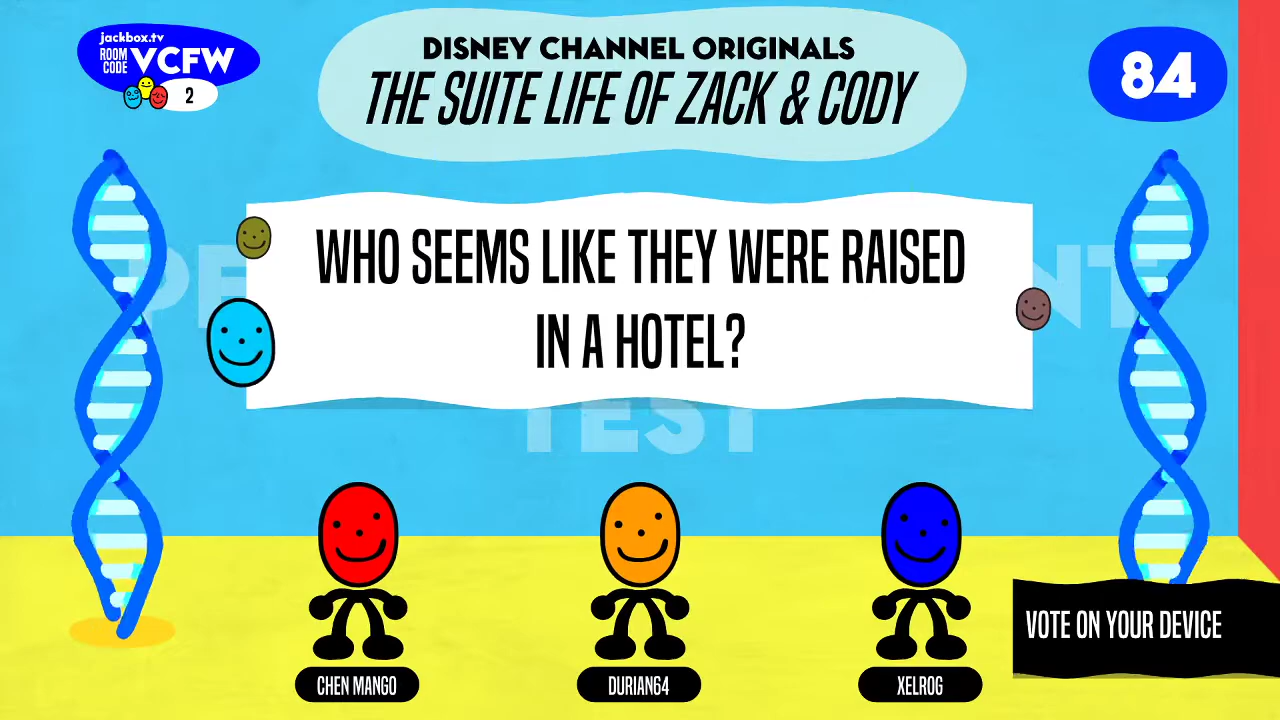 jackbox.tv
ROOM CODE VCFW
2
DISNEY CHANNEL ORIGINALS
THE SUITE LIFE OF ZACK & CODY
84
WHO SEEMS LIKE THEY WERE RAISED
IN A HOTEL?
TEST
VOTE ON YOUR DEVICE
CHEN MANGO
DURIAN64
XELROG